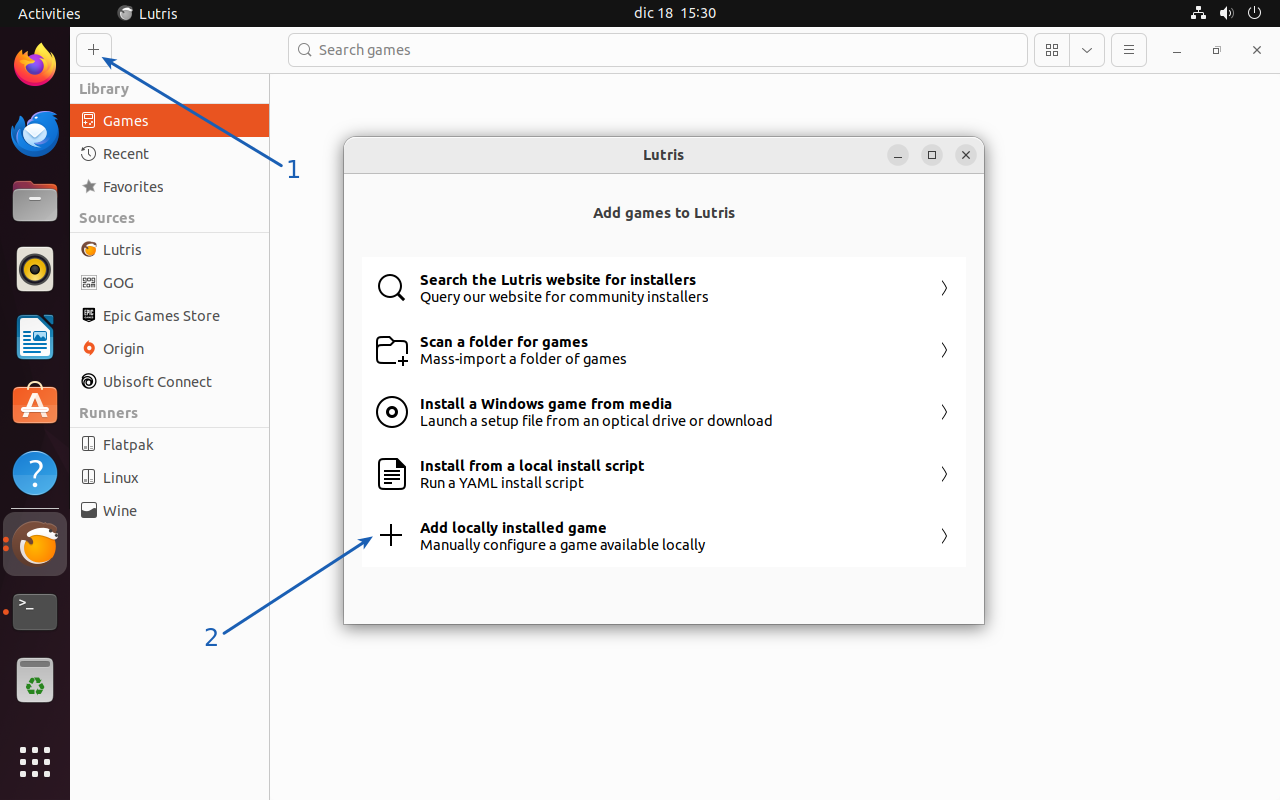 Activities
Lutris
dic 18 15:30
Search games
Library
Games
Recent
Favorites
Sources
Lutris
GOG
Epic Games Store
Origin
Ubisoft Connect
Runners
Flatpak
Linux
Wine
1
Lutris
Add games to Lutris
Search the Lutris website for installers
Query our website for community installers
Scan a folder for games
Mass-import a folder of games
Install a Windows game from media
Launch a setup file from an optical drive or download
Install from a local install script
Run a YAML install script
Add locally installed game
Manually configure a game available locally
2